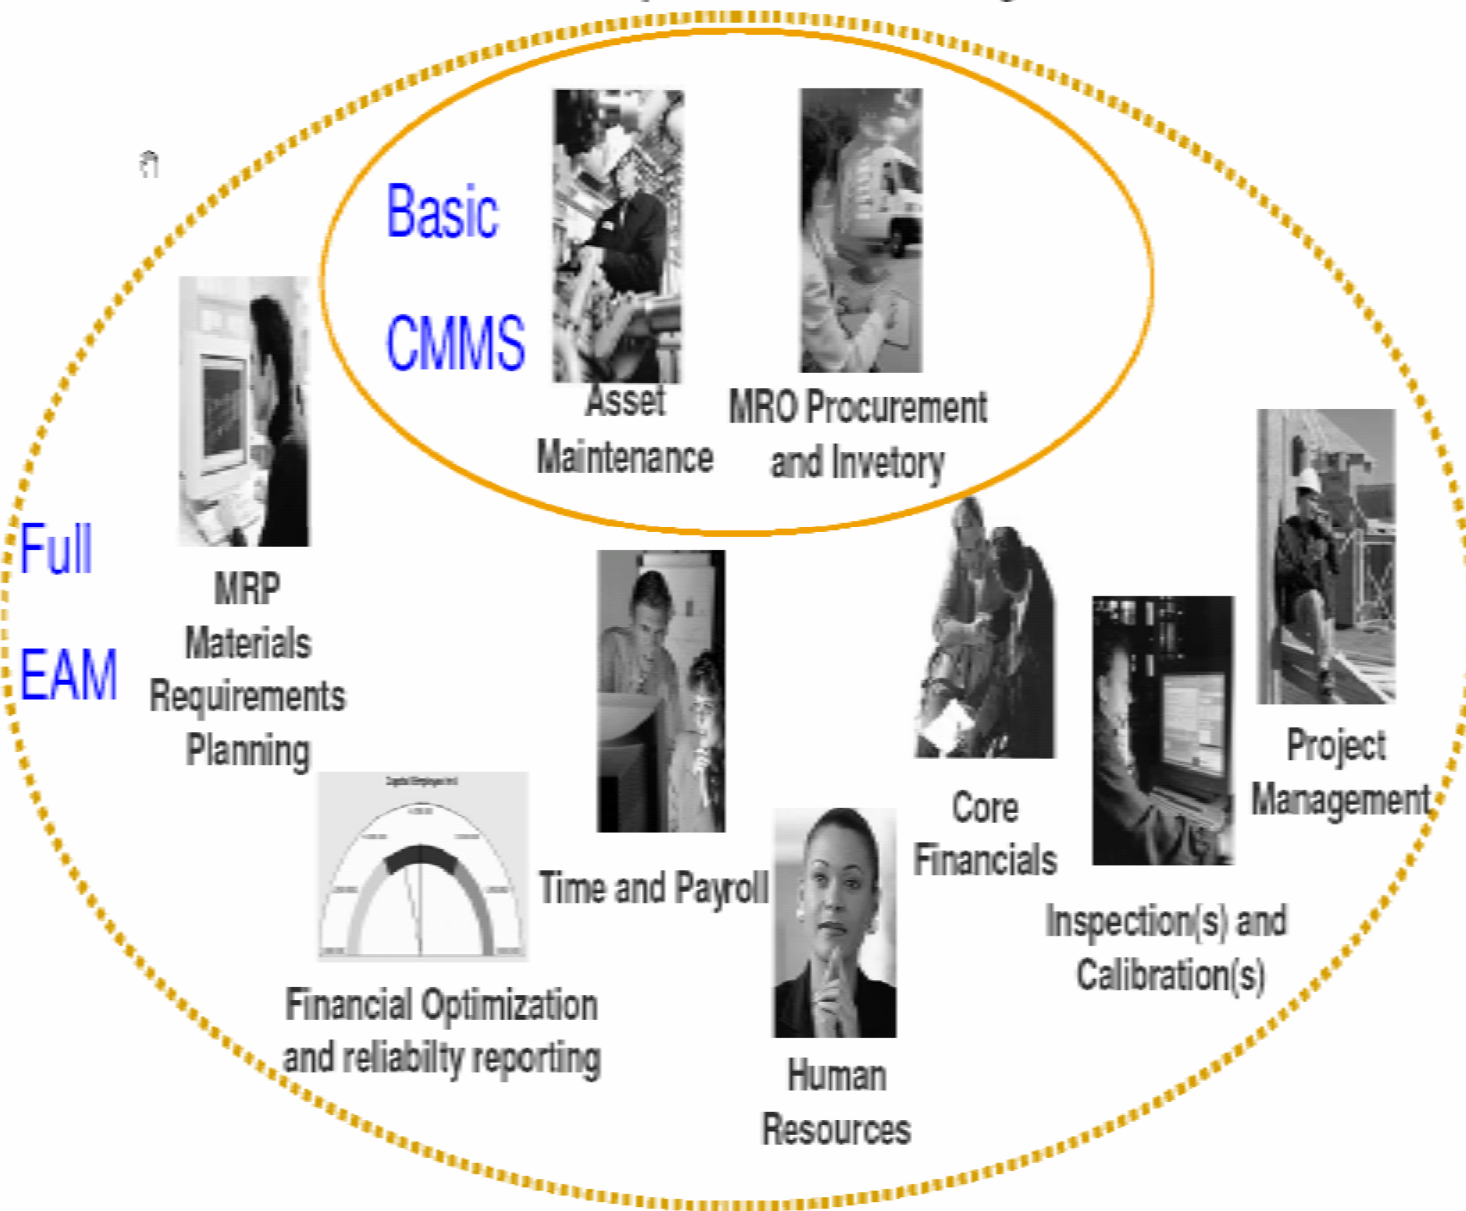 Basic
CMMS
Asset
Maintenance
MRO Procurement
and Invetory
Full
EAM
MRP
Materials
Requirements
Planning
Project
Management
Core
Financials
Time and Payroll
Inspection(s) and
Calibration(s)
Financial Optimization
and reliabilty reporting
Human
Resources